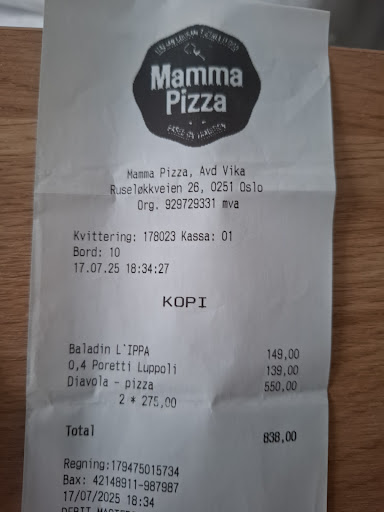 Mamma
Pizza
Mamma Pizza, Avd Vika
Ruseløkkveien 26, 0251 Oslo
Org. 929729331 mva
Kvittering: 178023 Kassa: 01
Bord: 10
17.07.25 18:34:27
KOPI
Baladin L'IPPA 149,00
0,4 Poretti Luppoli 139,00
Diavola - pizza 550,00
2 * 275,00
Total 838,00
Regning:179475015734
Bax: 42148911-987987
17/07/2025 18:34